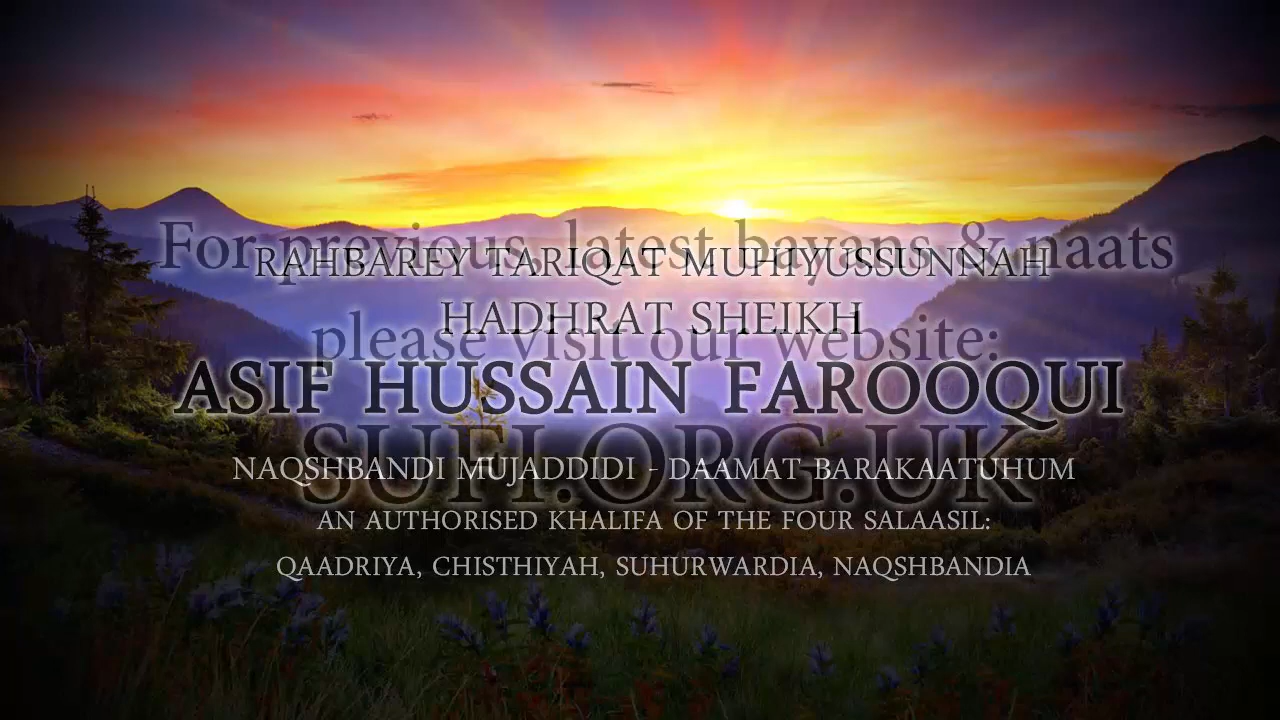 For previous, latest bayans & naats
RAHBAREY TARIQAT MUHIYUSSUNNAH
HADHRAT SHEIKH
please visit our website:
ASIF HUSSAIN FAROOQUI
SUFI.ORG.UK
NAQSHBANDI MUJADDIDI - DAAMAT BARAKAATUHUM
AN AUTHORISED KHALIFA OF THE FOUR SALAASIL:
QAADRIYA, CHISTHIYAH, SUHURWARDIA, NAQSHBANDIA